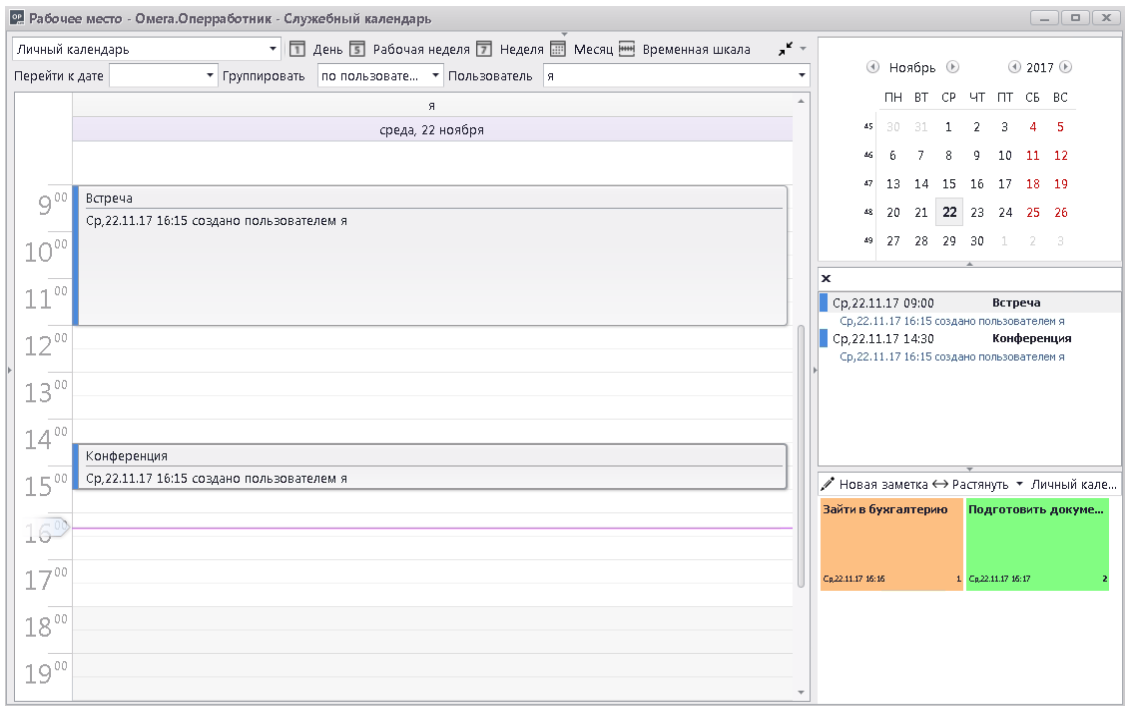 OP Рабочее место - Омега.Оперработник - Служебный календарь
Личный календарь 1 День 5 Рабочая неделя 7 Неделя Месяц Временная шкала
Перейти к дате Группировать по пользовате... Пользователь я
я
среда, 22 ноября
9 00
Встреча
Ср,22.11.17 16:15 создано пользователем я
10 00
11 00
12 00
13 00
14 00
Конференция
Ср,22.11.17 16:15 создано пользователем я
15 00
16 00
17 00
18 00
19 00
Ноябрь 2017
ПН ВТ СР ЧТ ПТ СБ ВС
45 30 31 1 2 3 4 5
46 6 7 8 9 10 11 12
47 13 14 15 16 17 18 19
48 20 21 22 23 24 25 26
49 27 28 29 30 1 2 3
x
Ср,22.11.17 09:00 Встреча
Ср,22.11.17 16:15 создано пользователем я
Ср,22.11.17 14:30 Конференция
Ср,22.11.17 16:15 создано пользователем я
Новая заметка Растянуть Личный кале...
Зайти в бухгалтерию Подготовить докуме...
Ср,22.11.17 16:16 1 Ср,22.11.17 16:17 2